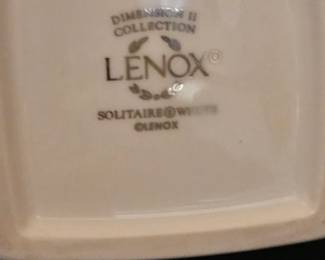 DIMENSION II
COLLECTION
LENOX©
SOLITAIRE® WHITE
©LENOX